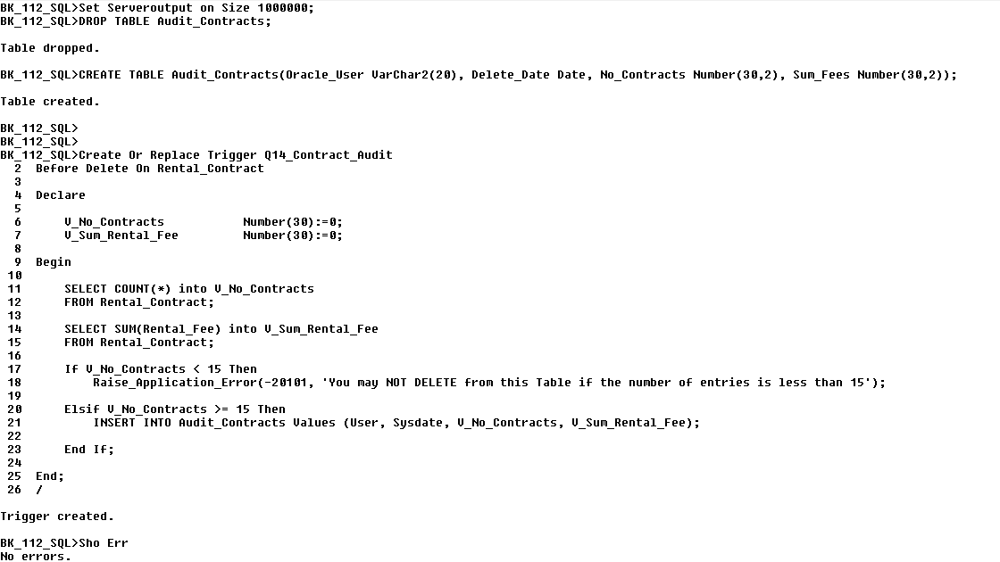 BK_112_SQL>Set Serveroutput on Size 1000000;
BK_112_SQL>DROP TABLE Audit_Contracts;
Table dropped.
BK_112_SQL>CREATE TABLE Audit_Contracts(Oracle_User VarChar2(20), Delete_Date Date, No_Contracts Number(30,2), Sum_Fees Number(30,2));
Table created.
BK_112_SQL>
BK_112_SQL>
BK_112_SQL>Create Or Replace Trigger Q14_Contract_Audit
2 Before Delete On Rental_Contract
3
4 Declare
5
6 V_No_Contracts Number(30):=0;
7 V_Sum_Rental_Fee Number(30):=0;
8
9 Begin
10
11 SELECT COUNT(*) into V_No_Contracts
12 FROM Rental_Contract;
13
14 SELECT SUM(Rental_Fee) into V_Sum_Rental_Fee
15 FROM Rental_Contract;
16
17 If V_No_Contracts < 15 Then
18 Raise_Application_Error(-20101, 'You may NOT DELETE from this Table if the number of entries is less than 15');
19
20 Elsif V_No_Contracts >= 15 Then
21 INSERT INTO Audit_Contracts Values (User, Sysdate, V_No_Contracts, V_Sum_Rental_Fee);
22
23 End If;
24
25 End;
26 /
Trigger created.
BK_112_SQL>Sho Err
No errors.